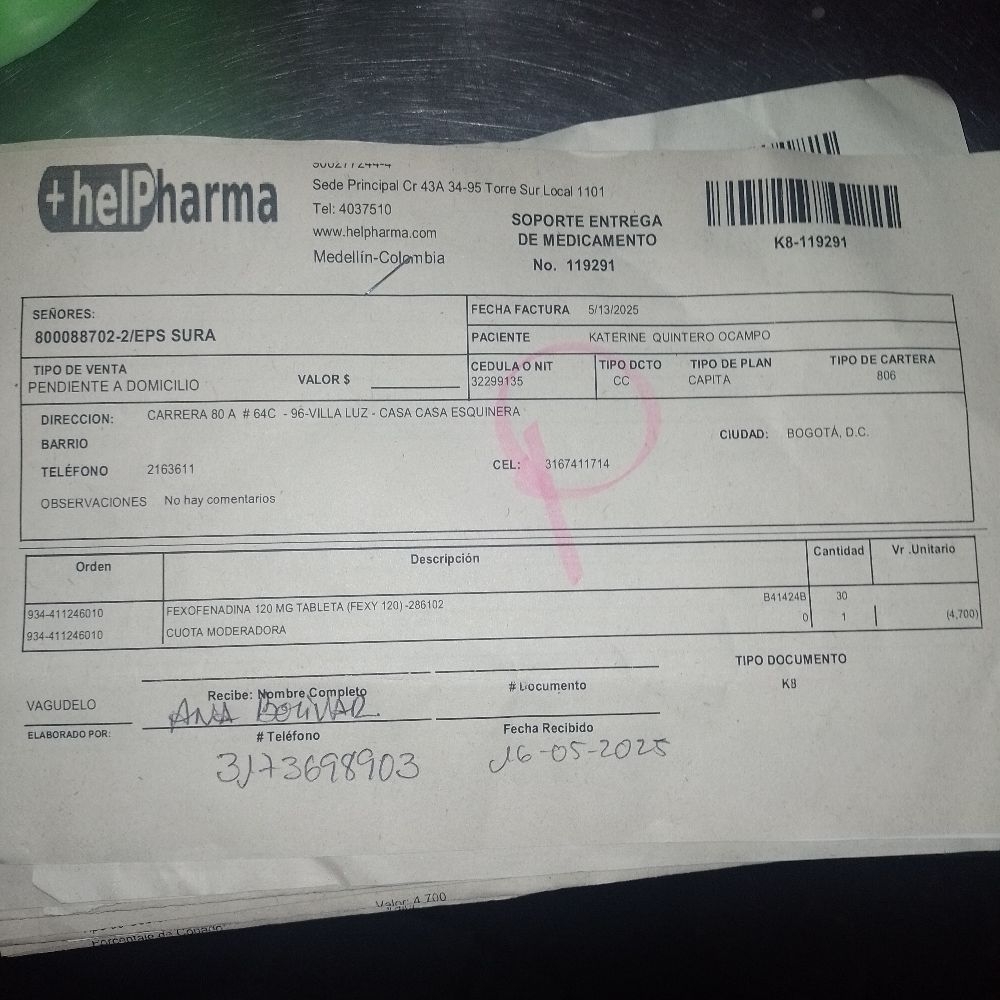 +helPharma
Sede Principal Cr 43A 34-95 Torre Sur Local 1101
Tel: 4037510
www.helpharma.com
Medellín-Colombia
SOPORTE ENTREGA
DE MEDICAMENTO
No. 119291
K8-119291
SEÑORES:
800088702-2/EPS SURA
FECHA FACTURA 5/13/2025
PACIENTE KATERINE QUINTERO OCAMPO
TIPO DE VENTA
PENDIENTE A DOMICILIO
VALOR $
CEDULA O NIT
32299135
TIPO DCTO
CC
TIPO DE PLAN
CAPITA
TIPO DE CARTERA
806
DIRECCION: CARRERA 80 A # 64C - 96-VILLA LUZ - CASA CASA ESQUINERA
BARRIO
CIUDAD: BOGOTÁ, D.C.
TELÉFONO 2163611
CEL: 3167411714
OBSERVACIONES No hay comentarios
P
Orden Descripción Cantidad Vr .Unitario
934-411246010 FEXOFENADINA 120 MG TABLETA (FEXY 120) -286102 B41424B 30
934-411246010 CUOTA MODERADORA 0 1 (4,700)
TIPO DOCUMENTO
K8
VAGUDELO
ELABORADO POR:
Recibe: Nombre Completo
ANA BOLIVAR
# Documento
# Teléfono
3173698903
Fecha Recibido
16-05-2025
Valor: 4.700